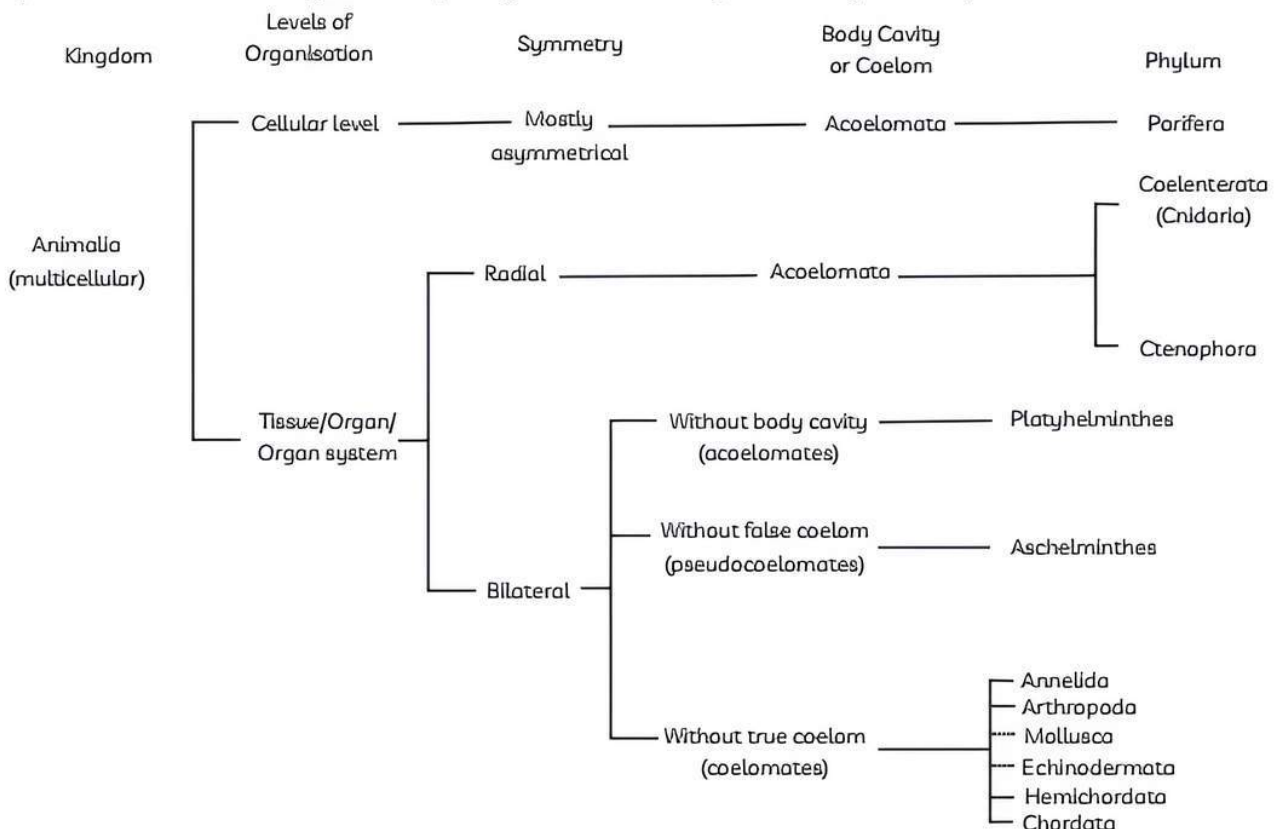 Kingdom
Levels of
Organisation
Symmetry
Body Cavity
or Coelom
Phylum
Cellular level
Mostly
asymmetrical
Acoelomata
Porifera
Animalia
(multicellular)
Radial
Acoelomata
Coelenterata
(Cnidaria)
Ctenophora
Tissue/Organ/
Organ system
Bilateral
Without body cavity
(acoelomates)
Platyhelminthes
Without false coelom
(pseudocoelomates)
Aschelminthes
Without true coelom
(coelomates)
Annelida
Arthropoda
Mollusca
Echinodermata
Hemichordata
Chordata